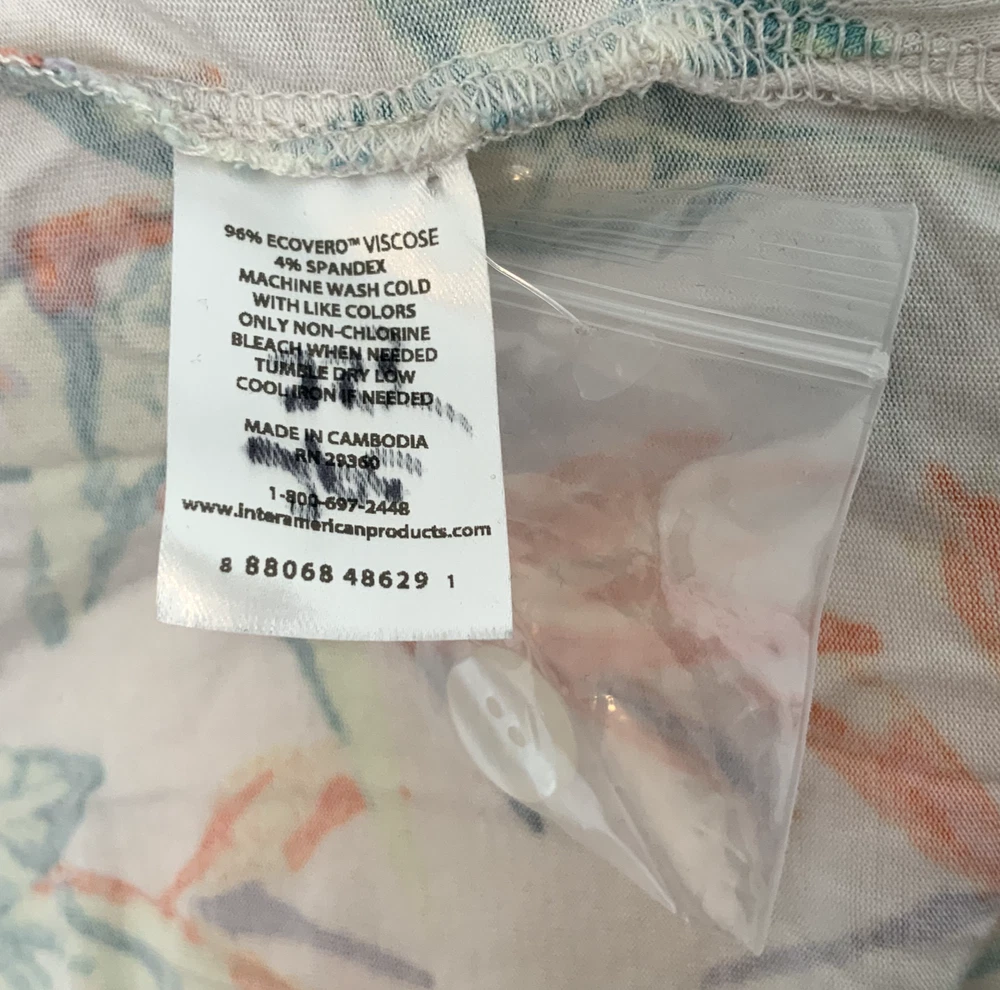 96% ECOVERO™ VISCOSE
4% SPANDEX
MACHINE WASH COLD
WITH LIKE COLORS
ONLY NON-CHLORINE
BLEACH WHEN NEEDED
TUMBLE DRY LOW
COOL IRON IF NEEDED
MADE IN CAMBODIA
RN 29360
1-800-697-2448
www.interamericanproducts.com
8 88068 48629 1